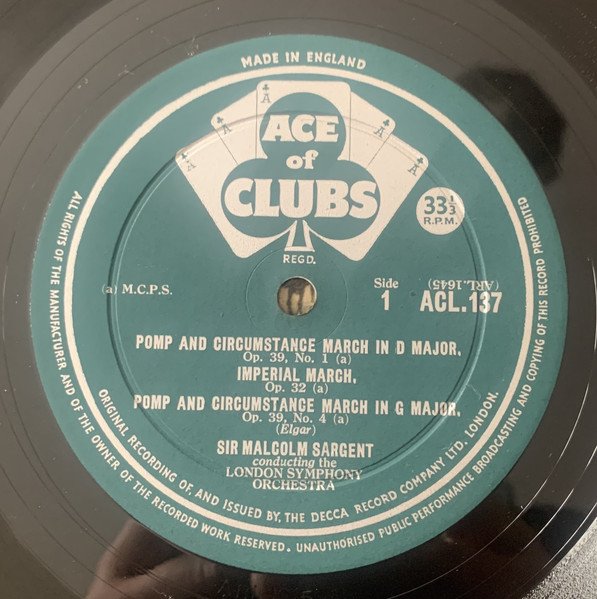 MADE IN ENGLAND
A
A
A
A
A
ACE
of
CLUBS
REGD.
33⅓
R.P.M.
(a) M.C.P.S.
Side
1
(ARL.1645)
ACL.137
POMP AND CIRCUMSTANCE MARCH IN D MAJOR,
Op. 39, No. 1 (a)
IMPERIAL MARCH,
Op. 32 (a)
POMP AND CIRCUMSTANCE MARCH IN G MAJOR,
Op. 39, No. 4 (a)
(Elgar)
SIR MALCOLM SARGENT
conducting the
LONDON SYMPHONY
ORCHESTRA
ALL RIGHTS OF THE MANUFACTURER AND OF THE OWNER OF THE RECORDED WORK RESERVED. UNAUTHORISED PUBLIC PERFORMANCE BROADCASTING AND COPYING OF THIS RECORD PROHIBITED
ORIGINAL RECORDING OF, AND ISSUED BY, THE DECCA RECORD COMPANY LTD. LONDON.